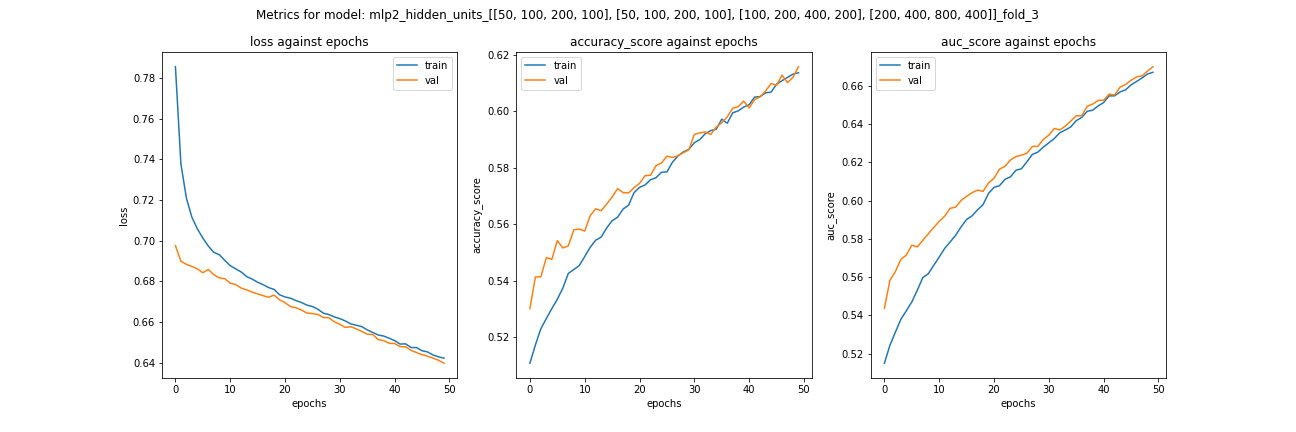 Metrics for model: mlp2_hidden_units_[[50, 100, 200, 100], [50, 100, 200, 100], [100, 200, 400, 200], [200, 400, 800, 400]]_fold_3
loss against epochs
train
val
0.78
0.76
0.74
0.72
0.70
0.68
0.66
0.64
loss
0
10
20
30
40
50
epochs
accuracy_score against epochs
train
val
0.62
0.60
0.58
0.56
0.54
0.52
accuracy_score
0
10
20
30
40
50
epochs
auc_score against epochs
train
val
0.66
0.64
0.62
0.60
0.58
0.56
0.54
0.52
auc_score
0
10
20
30
40
50
epochs